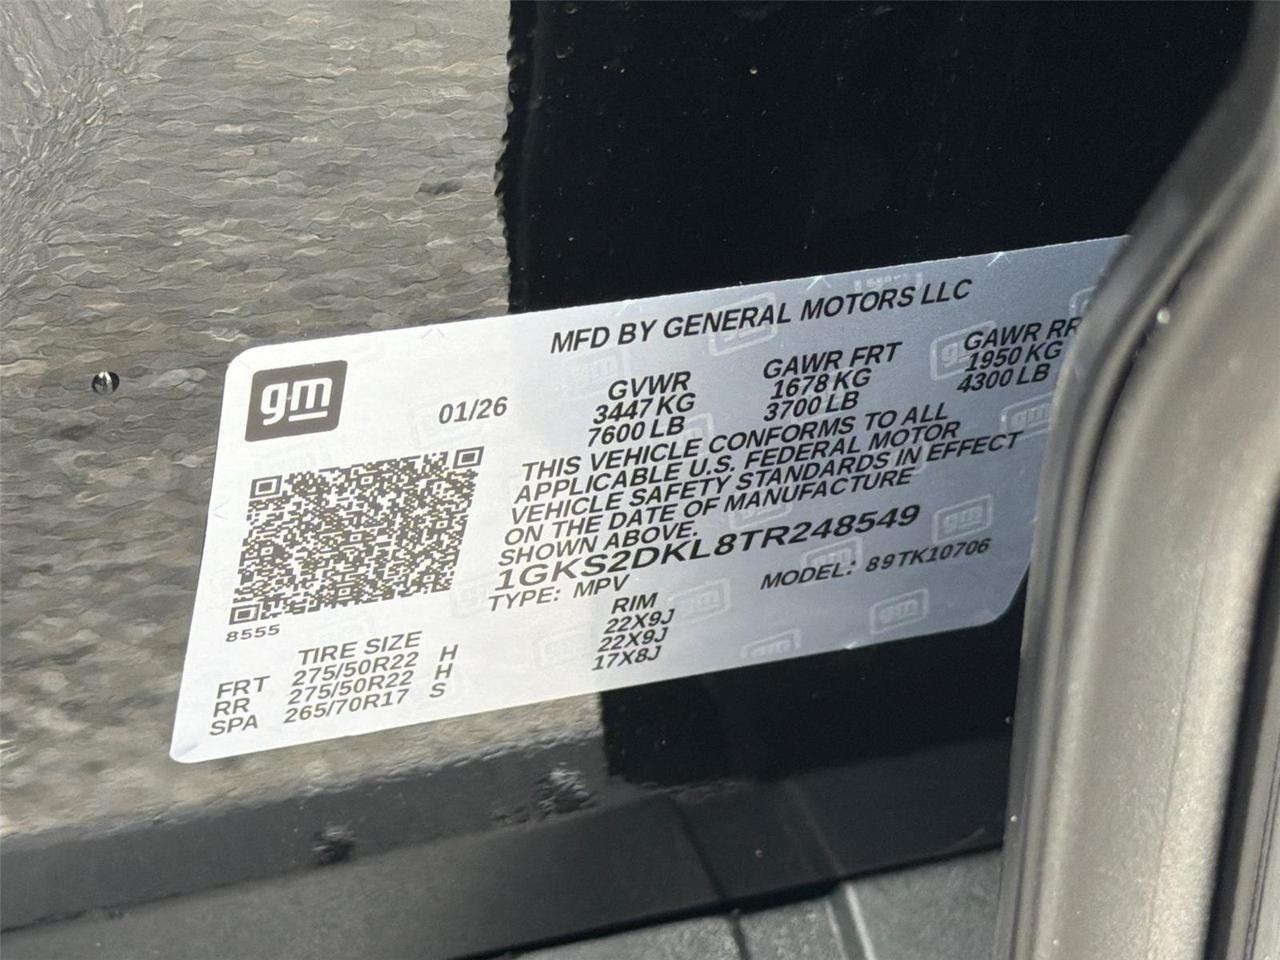 MFD BY GENERAL MOTORS LLC
gm
01/26
GVWR
3447 KG
7600 LB
GAWR FRT
1678 KG
3700 LB
GAWR RR
1950 KG
4300 LB
THIS VEHICLE CONFORMS TO ALL
APPLICABLE U.S. FEDERAL MOTOR
VEHICLE SAFETY STANDARDS IN EFFECT
ON THE DATE OF MANUFACTURE
SHOWN ABOVE.
1GKS2DKL8TR248549
TYPE: MPV
MODEL: 89TK10706
8555
TIRE SIZE
RIM
FRT 275/50R22 H 22X9J
RR 275/50R22 H 22X9J
SPA 265/70R17 S 17X8J